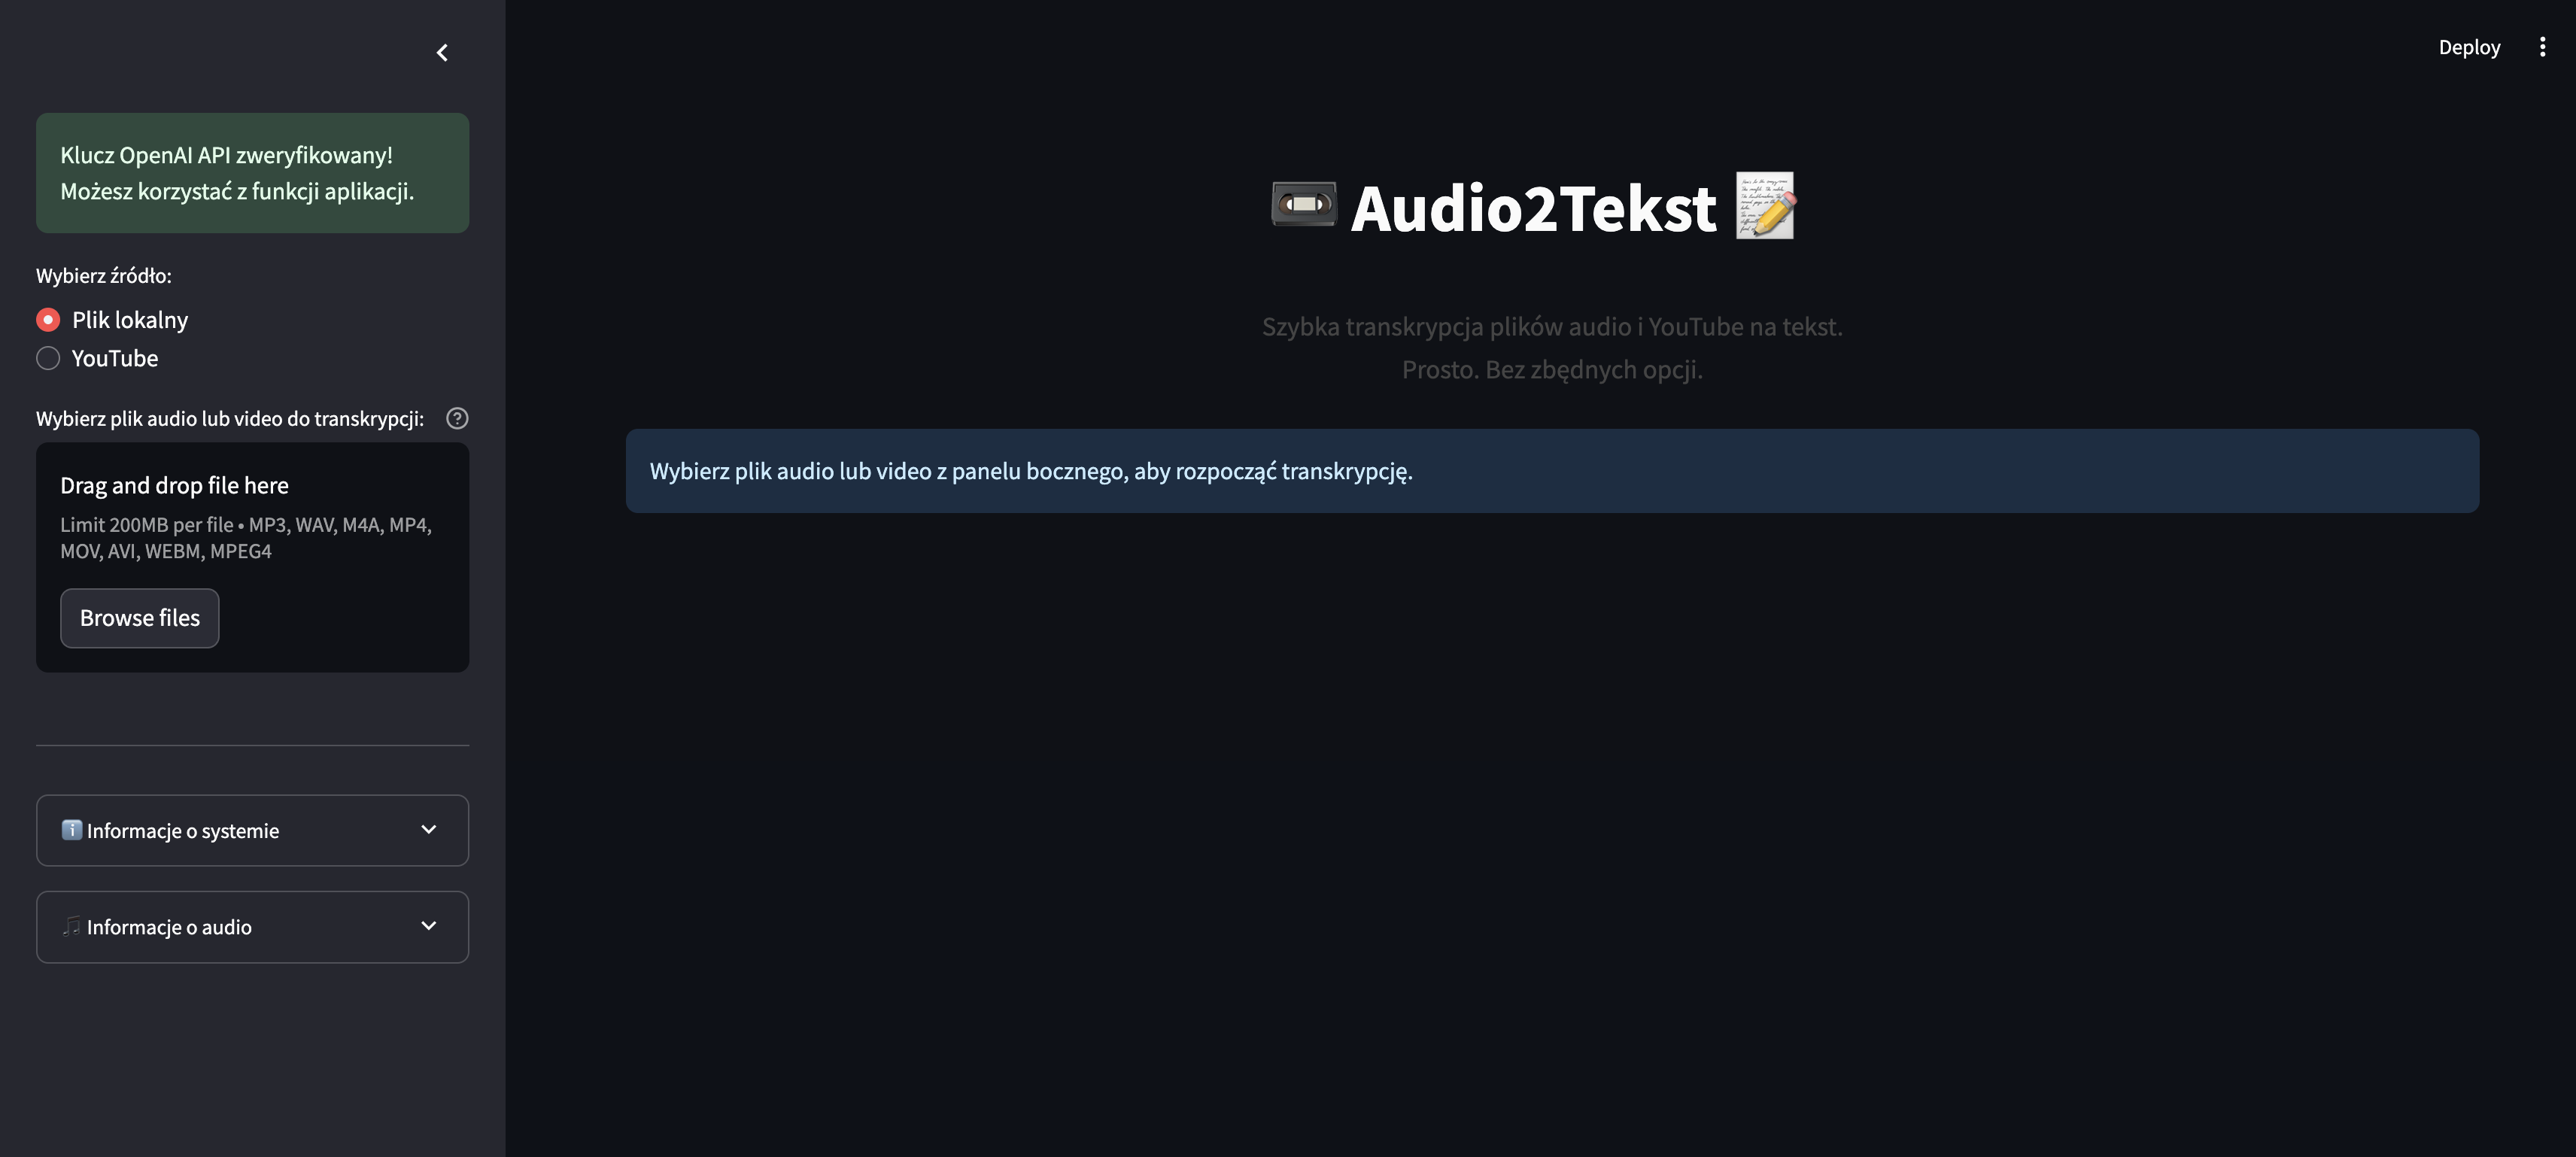 Klucz OpenAI API zweryfikowany!
Możesz korzystać z funkcji aplikacji.
Wybierz źródło:
Plik lokalny
YouTube
Wybierz plik audio lub video do transkrypcji:
Drag and drop file here
Limit 200MB per file • MP3, WAV, M4A, MP4,
MOV, AVI, WEBM, MPEG4
Browse files
Informacje o systemie
Informacje o audio
Deploy
Audio2Tekst
Szybka transkrypcja plików audio i YouTube na tekst.
Prosto. Bez zbędnych opcji.
Wybierz plik audio lub video z panelu bocznego, aby rozpocząć transkrypcję.